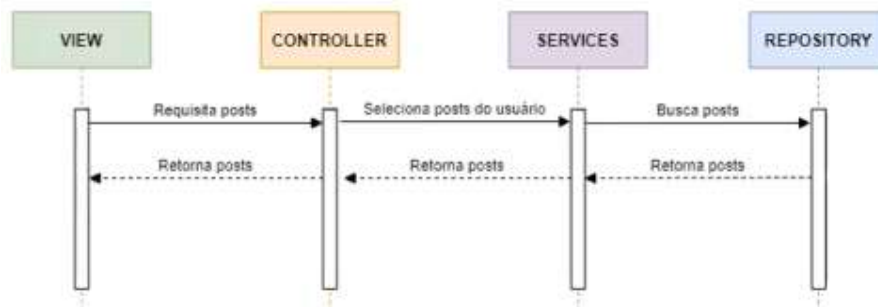 VIEW
CONTROLLER
SERVICES
REPOSITORY
Requisita posts
Seleciona posts do usuário
Busca posts
Retorna posts
Retorna posts
Retorna posts